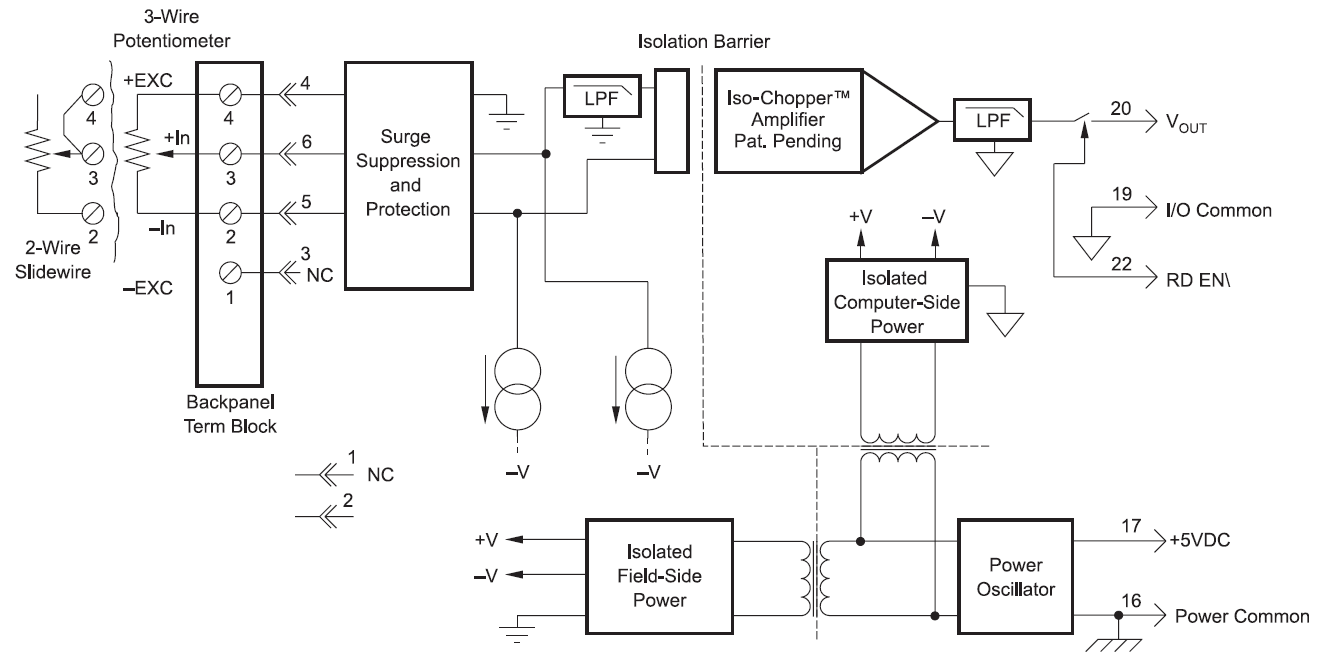 3-Wire
Potentiometer
+EXC
+In
–In
–EXC
4
3
2
2-Wire
Slidewire
4
3
2
1
Backpanel
Term Block
4
6
5
3
NC
1
NC
2
Surge
Suppression
and
Protection
LPF
–V
–V
Isolation Barrier
Iso-Chopper™
Amplifier
Pat. Pending
LPF
20
VOUT
19
I/O Common
22
RD EN\
+V
–V
Isolated
Computer-Side
Power
+V
–V
Isolated
Field-Side
Power
Power
Oscillator
17
+5VDC
16
Power Common